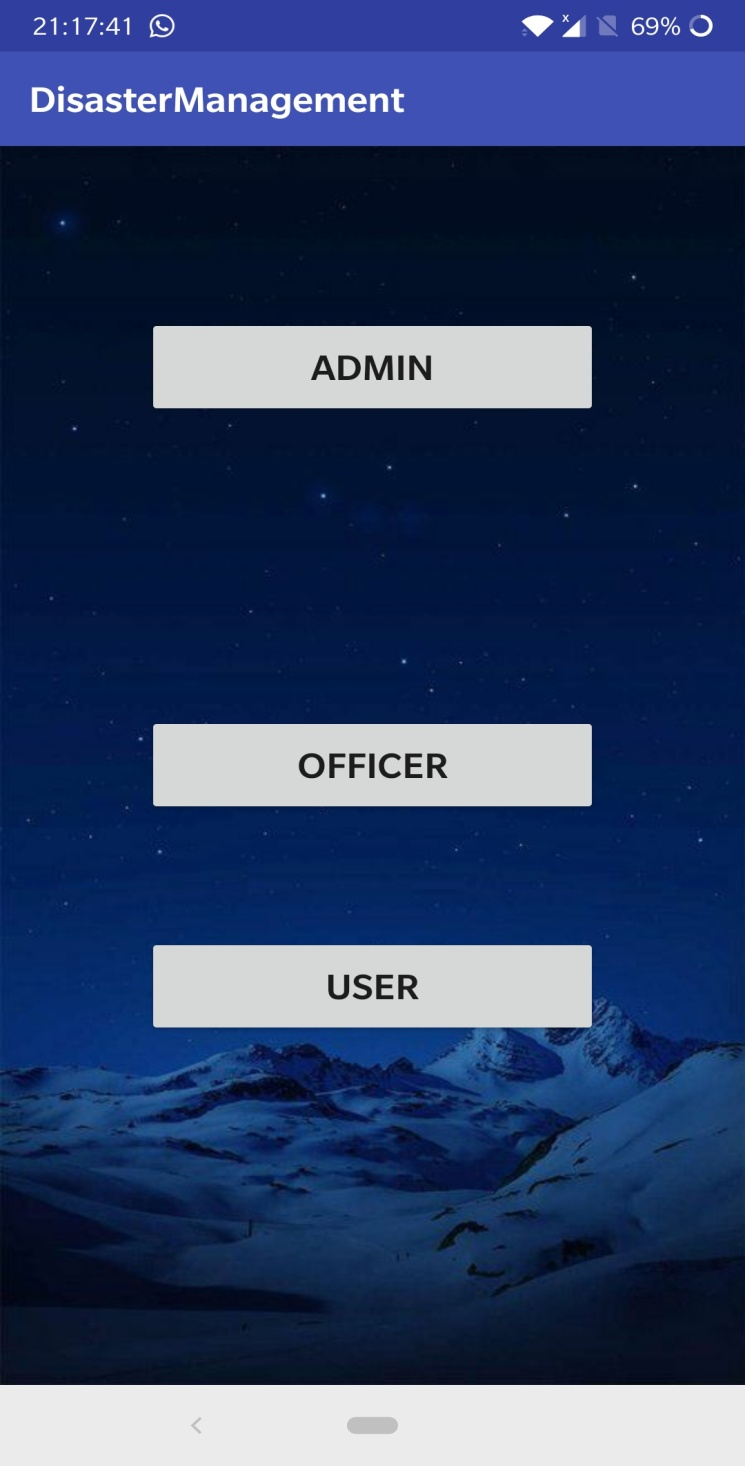 21:17:41
x
69%
DisasterManagement
ADMIN
OFFICER
USER